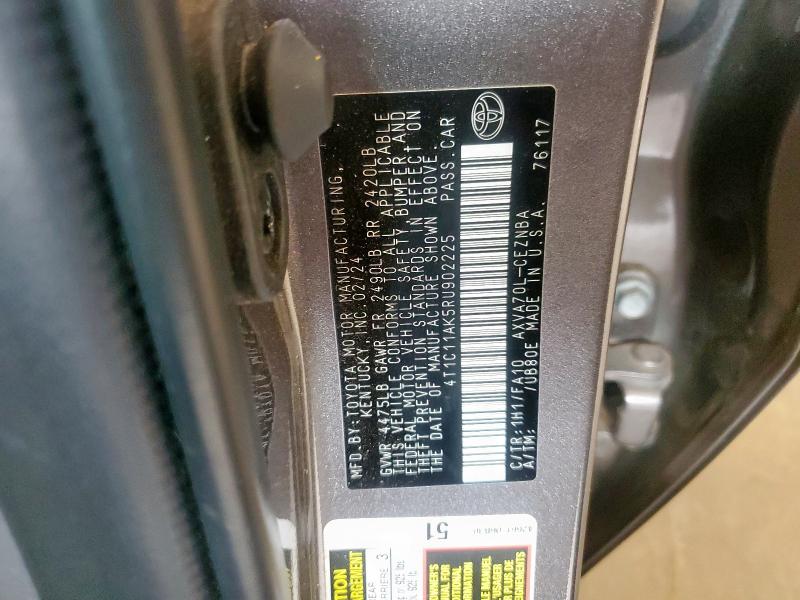 MFD.BY:TOYOTA MOTOR MANUFACTURING,
KENTUCKY, INC.02/24
GVWR 4475LB GAWR FR 2490LB RR 2420LB
THIS VEHICLE CONFORMS TO ALL APPLICABLE
FEDERAL MOTOR VEHICLE SAFETY, BUMPER AND
THEFT PREVENTION STANDARDS IN EFFECT ON
THE DATE OF MANUFACTURE SHOWN ABOVE.
4T1C11AK5RU902225 PASS.CAR
C/TR:1H1/FA10 AXVA70L-CEZNBA
A/TM: /UB80E MADE IN U.S.A. 76117
51
3